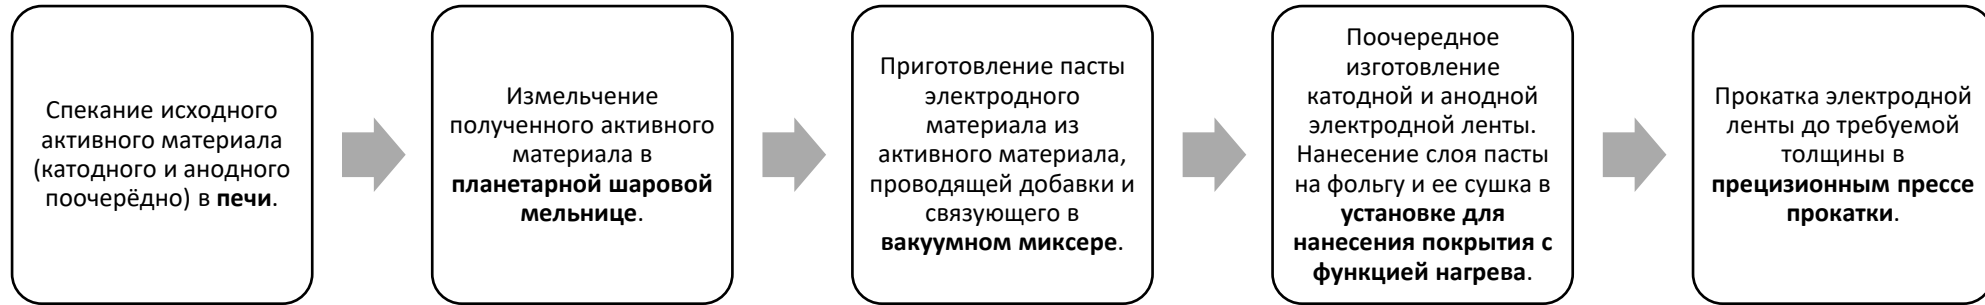 Спекание исходного
активного материала
(катодного и анодного
поочерёдно) в печи.
Измельчение
полученного активного
материала в
планетарной шаровой
мельнице.
Приготовление пасты
электродного
материала из
активного материала,
проводящей добавки и
связующего в
вакуумном миксере.
Поочередное
изготовление
катодной и анодной
электродной ленты.
Нанесение слоя пасты
на фольгу и ее сушка в
установке для
нанесения покрытия с
функцией нагрева.
Прокатка электродной
ленты до требуемой
толщины в
прецизионным прессе
прокатки.